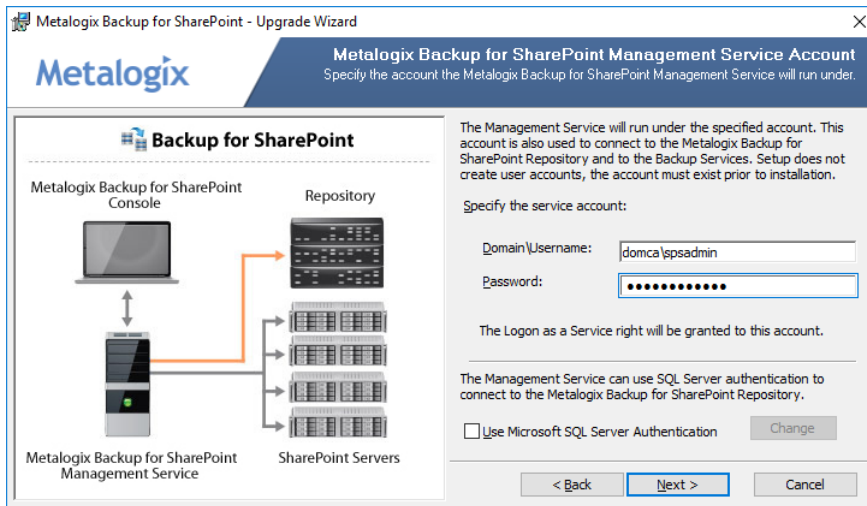 Metalogix Backup for SharePoint - Upgrade Wizard
Metalogix
Metalogix Backup for SharePoint Management Service Account
Specify the account the Metalogix Backup for SharePoint Management Service will run under.
Backup for SharePoint
Metalogix Backup for SharePoint
Console
Repository
Metalogix Backup for SharePoint
Management Service
SharePoint Servers
The Management Service will run under the specified account. This
account is also used to connect to the Metalogix Backup for
SharePoint Repository and to the Backup Services. Setup does not
create user accounts, the account must exist prior to installation.
Specify the service account:
Domain\Username:
domca\spsadmin
Password:
●●●●●●●●●●●●
The Logon as a Service right will be granted to this account.
The Management Service can use SQL Server authentication to
connect to the Metalogix Backup for SharePoint Repository.
Use Microsoft SQL Server Authentication
Change
< Back
Next >
Cancel